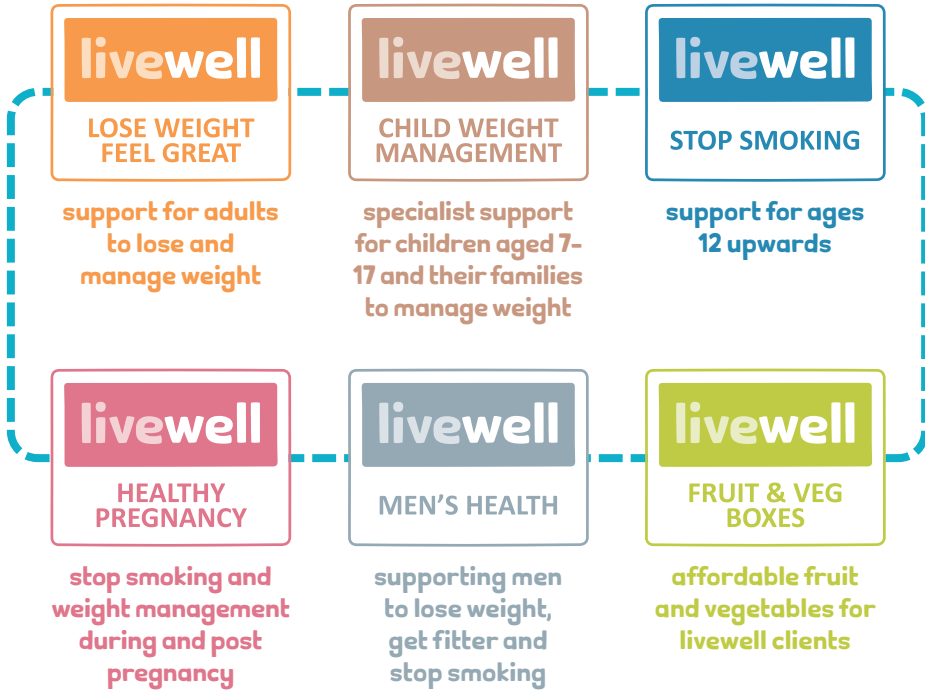 livewell
LOSE WEIGHT
FEEL GREAT
support for adults
to lose and
manage weight
livewell
CHILD WEIGHT
MANAGEMENT
specialist support
for children aged 7-
17 and their families
to manage weight
livewell
STOP SMOKING
support for ages
12 upwards
livewell
HEALTHY
PREGNANCY
stop smoking and
weight management
during and post
pregnancy
livewell
MEN'S HEALTH
supporting men
to lose weight,
get fitter and
stop smoking
livewell
FRUIT & VEG
BOXES
affordable fruit
and vegetables for
livewell clients